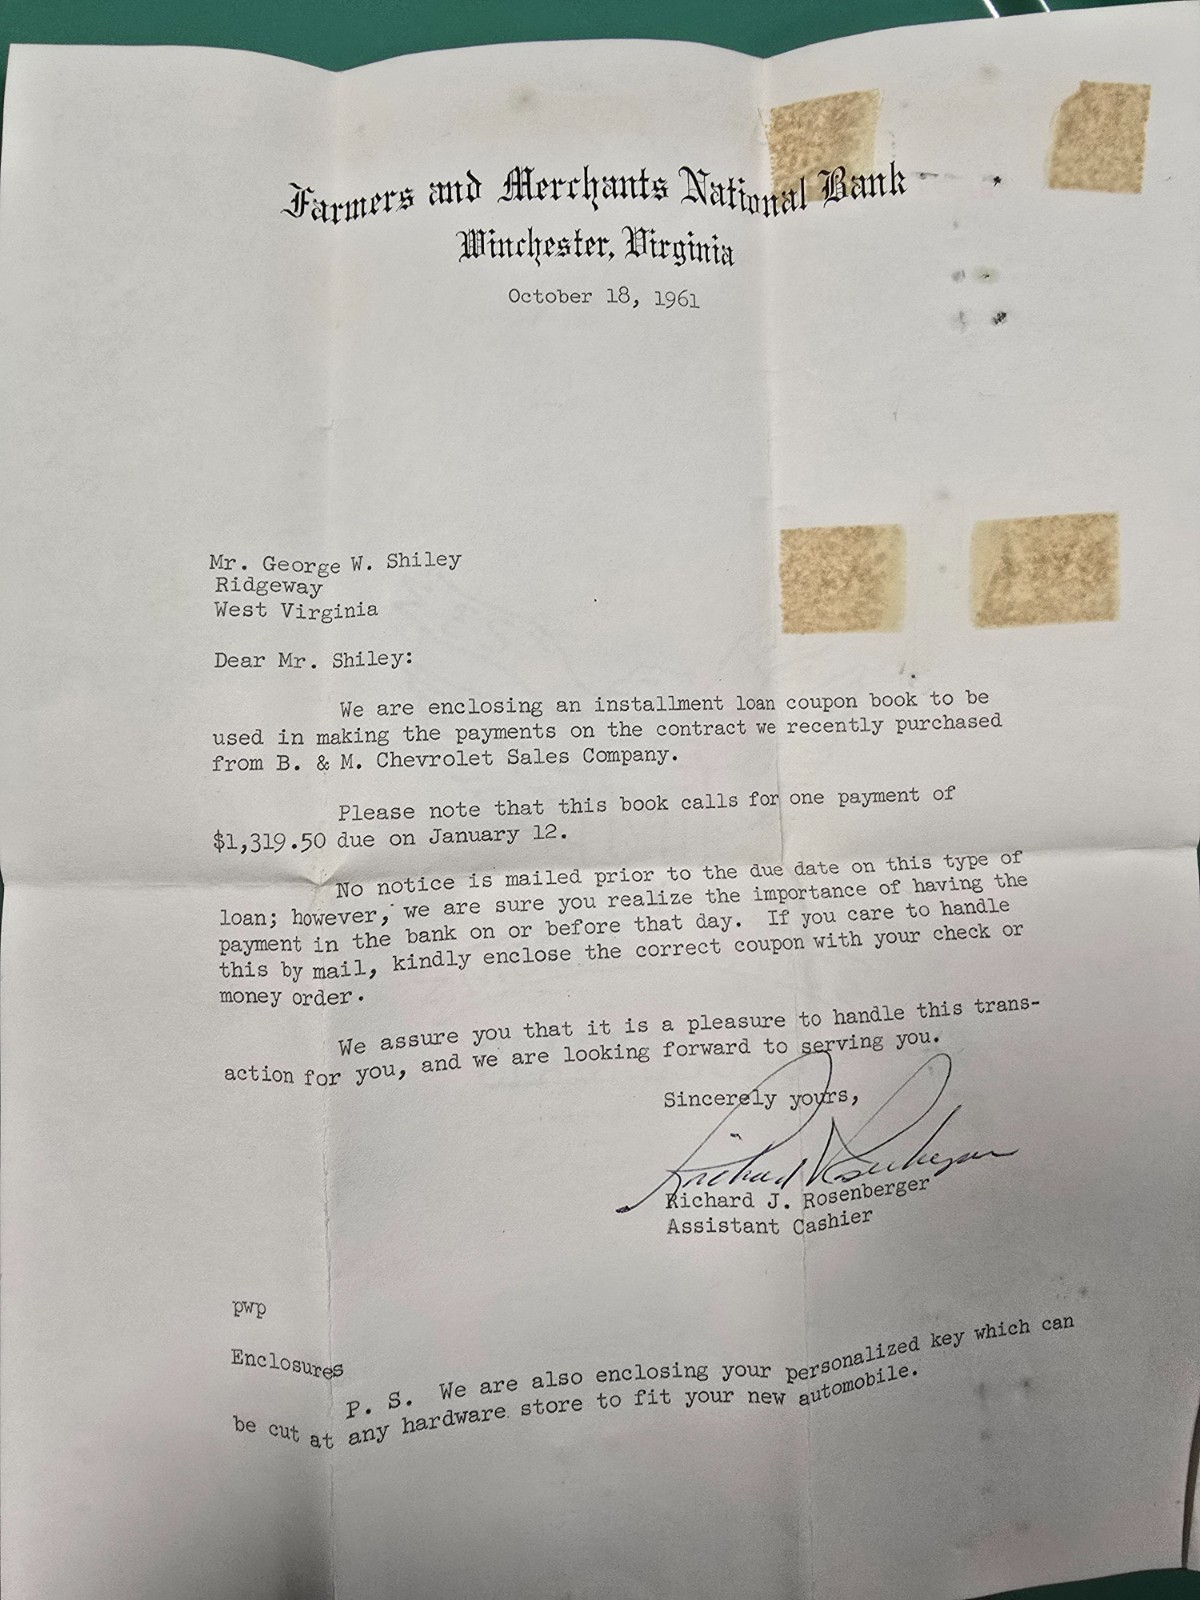 Farmers and Merchants National Bank
Winchester, Virginia
October 18, 1961
Mr. George W. Shiley
Ridgeway
West Virginia
Dear Mr. Shiley:
We are enclosing an installment loan coupon book to be
used in making the payments on the contract we recently purchased
from B. & M. Chevrolet Sales Company.
Please note that this book calls for one payment of
$1,319.50 due on January 12.
No notice is mailed prior to the due date on this type of
loan; however, we are sure you realize the importance of having the
payment in the bank on or before that day. If you care to handle
this by mail, kindly enclose the correct coupon with your check or
money order.
We assure you that it is a pleasure to handle this trans-
action for you, and we are looking forward to serving you.
Sincerely yours,
Richard J. Rosenberger
Richard J. Rosenberger
Assistant Cashier
pwp
Enclosures
P. S. We are also enclosing your personalized key which can
be cut at any hardware store to fit your new automobile.